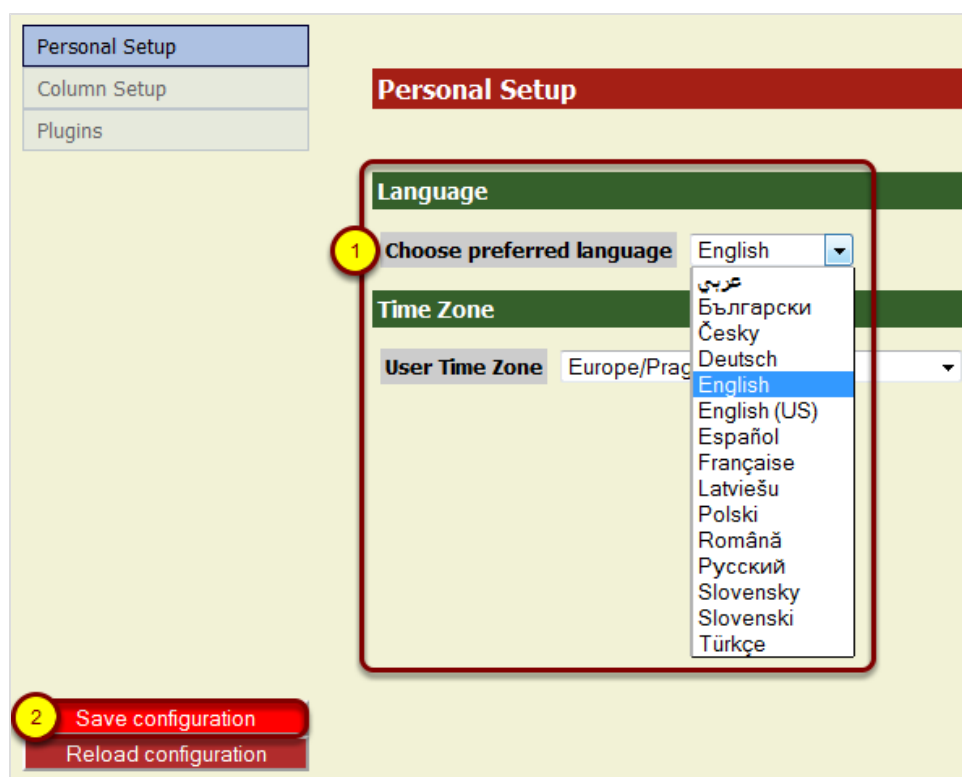 Personal Setup
Column Setup
Plugins
Personal Setup
Language
1
Choose preferred language English
عربي
Български
Česky
Deutsch
English
English (US)
Español
Française
Latviešu
Polski
Română
Русский
Slovensky
Slovenski
Türkçe
Time Zone
User Time Zone Europe/Prag
2
Save configuration
Reload configuration